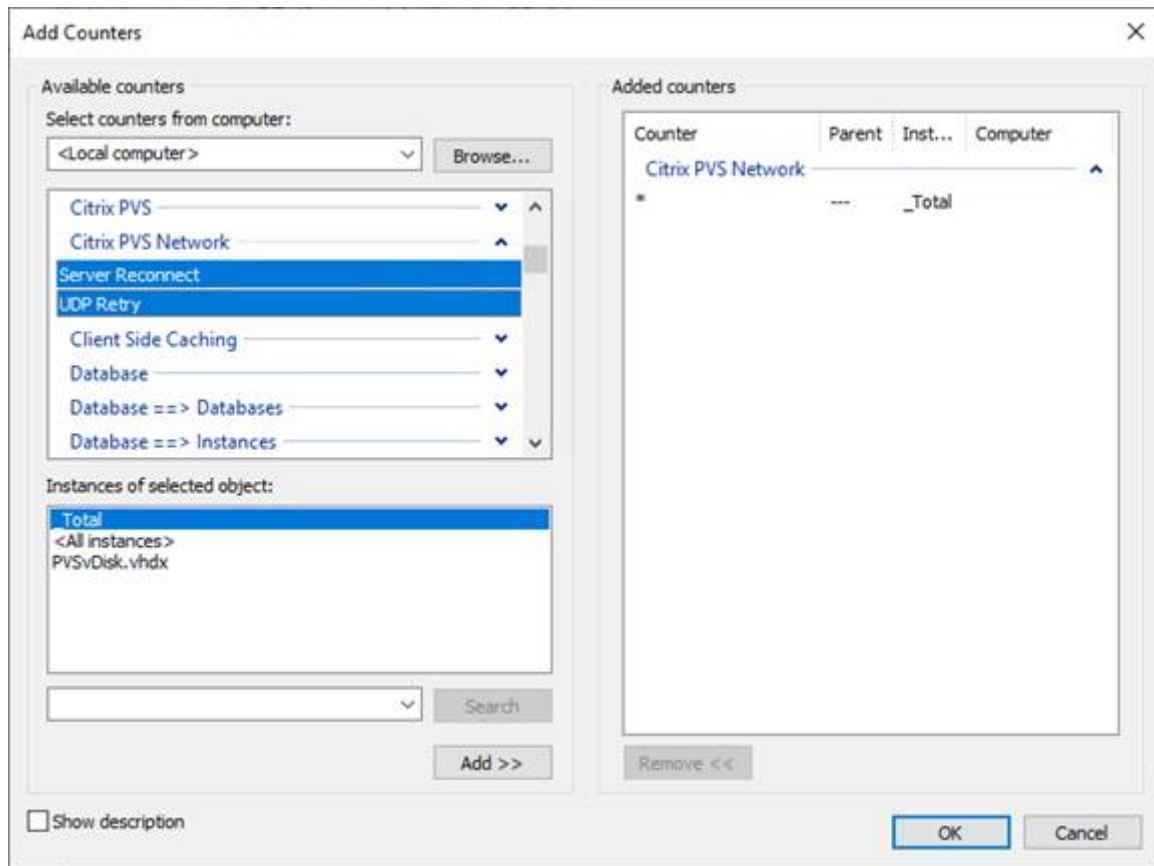 Add Counters
Available counters
Select counters from computer:
<Local computer>
Browse...
Citrix PVS
Citrix PVS Network
Server Reconnect
UDP Retry
Client Side Caching
Database
Database ==> Databases
Database ==> Instances
Instances of selected object:
_Total
<All instances>
PVSvDisk.vhdx
Search
Add >>
Show description
Added counters
Counter Parent Inst... Computer
Citrix PVS Network
* --- _Total
Remove <<
OK Cancel